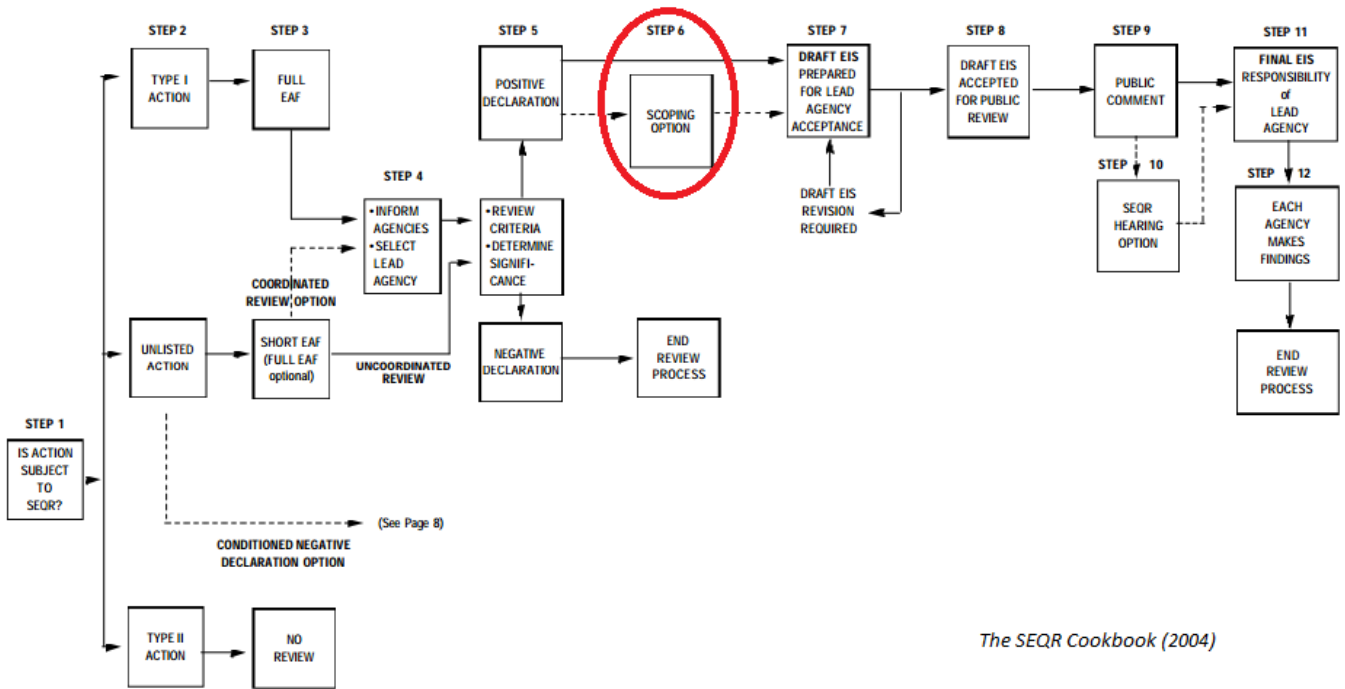 STEP 1
IS ACTION
SUBJECT
TO
SEQR?
STEP 2
TYPE I
ACTION
STEP 3
FULL
EAF
UNLISTED
ACTION
SHORT EAF
(FULL EAF
optional)
COORDINATED
REVIEW OPTION
UNCOORDINATED
REVIEW
CONDITIONED NEGATIVE
DECLARATION OPTION
(See Page 8)
TYPE II
ACTION
NO
REVIEW
STEP 4
•INFORM
AGENCIES
•SELECT
LEAD
AGENCY
STEP 5
POSITIVE
DECLARATION
•REVIEW
CRITERIA
•DETERMINE
SIGNIFI-
CANCE
NEGATIVE
DECLARATION
END
REVIEW
PROCESS
STEP 6
SCOPING
OPTION
STEP 7
DRAFT EIS
PREPARED
FOR LEAD
AGENCY
ACCEPTANCE
DRAFT EIS
REVISION
REQUIRED
STEP 8
DRAFT EIS
ACCEPTED
FOR PUBLIC
REVIEW
STEP 9
PUBLIC
COMMENT
STEP 10
SEQR
HEARING
OPTION
STEP 11
FINAL EIS
RESPONSIBILITY
of
LEAD
AGENCY
STEP 12
EACH
AGENCY
MAKES
FINDINGS
END
REVIEW
PROCESS
The SEQR Cookbook (2004)